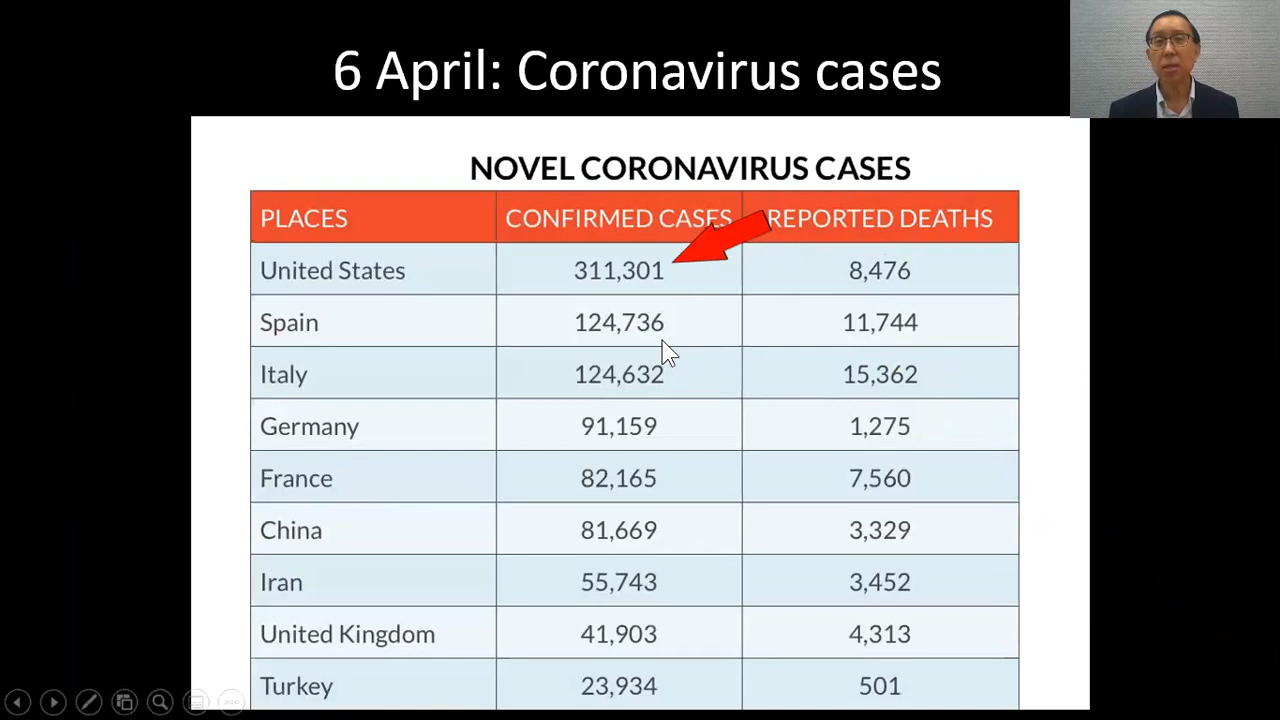 6 April: Coronavirus cases
NOVEL CORONAVIRUS CASES
PLACES CONFIRMED CASES REPORTED DEATHS
United States 311,301 8,476
Spain 124,736 11,744
Italy 124,632 15,362
Germany 91,159 1,275
France 82,165 7,560
China 81,669 3,329
Iran 55,743 3,452
United Kingdom 41,903 4,313
Turkey 23,934 501